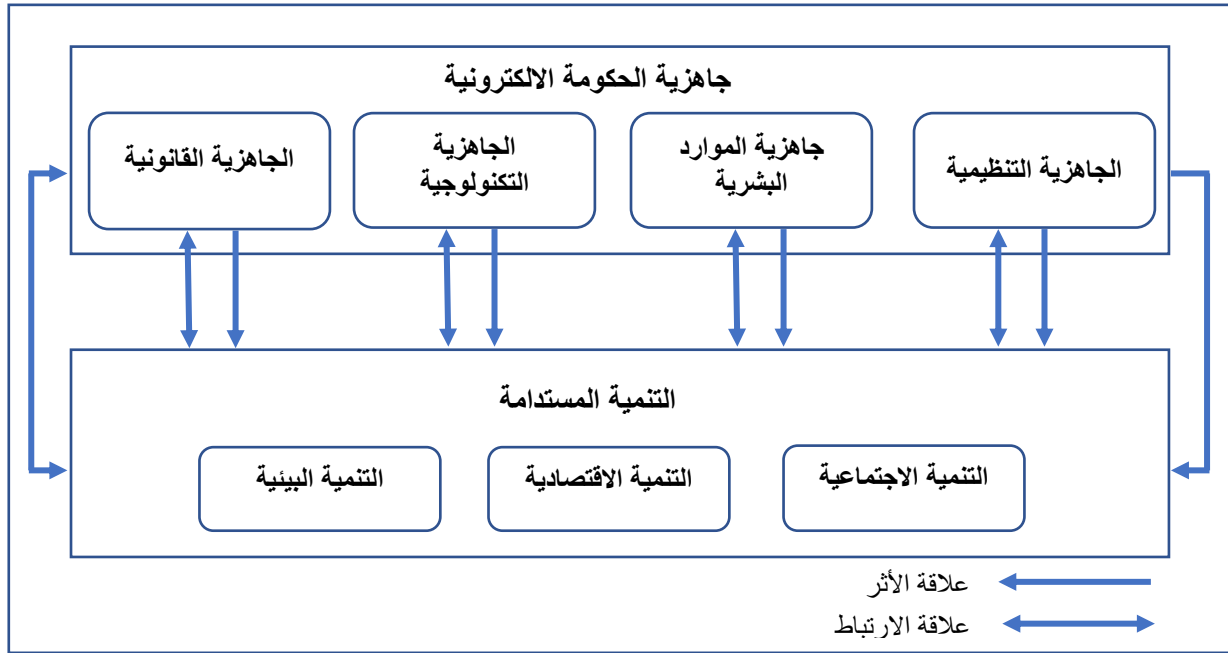 جاهزية الحكومة الالكترونية
الجاهزية التنظيمية
جاهزية الموارد
البشرية
الجاهزية
التكنولوجية
الجاهزية القانونية
التنمية المستدامة
التنمية الاجتماعية
التنمية الاقتصادية
التنمية البيئية
علاقة الأثر
علاقة الارتباط